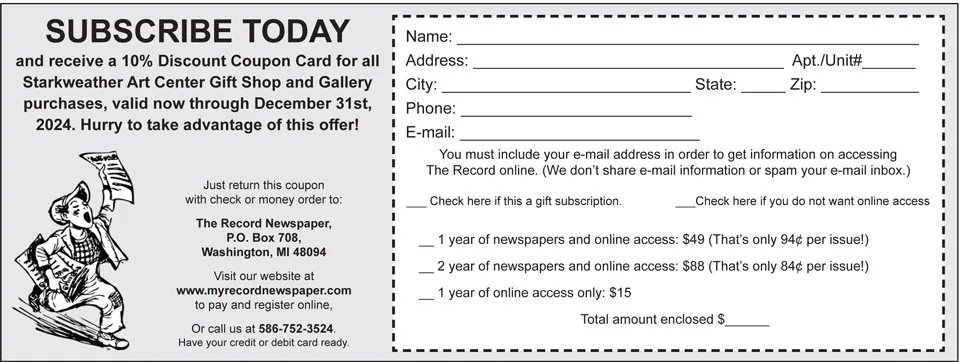 SUBSCRIBE TODAY
and receive a 10% Discount Coupon Card for all
Starkweather Art Center Gift Shop and Gallery
purchases, valid now through December 31st,
2024. Hurry to take advantage of this offer!
Just return this coupon
with check or money order to:
The Record Newspaper,
P.O. Box 708,
Washington, MI 48094
Visit our website at
www.myrecordnewspaper.com
to pay and register online,
Or call us at 586-752-3524.
Have your credit or debit card ready.
Name: ____
Address: ____ Apt./Unit#____
City: ____ State: ____ Zip: ____
Phone: ____
E-mail: ____
You must include your e-mail address in order to get information on accessing
The Record online. (We don't share e-mail information or spam your e-mail inbox.)
___ Check here if this a gift subscription. ___Check here if you do not want online access
__ 1 year of newspapers and online access: $49 (That's only 94¢ per issue!)
__ 2 year of newspapers and online access: $88 (That's only 84¢ per issue!)
__ 1 year of online access only: $15
Total amount enclosed $______